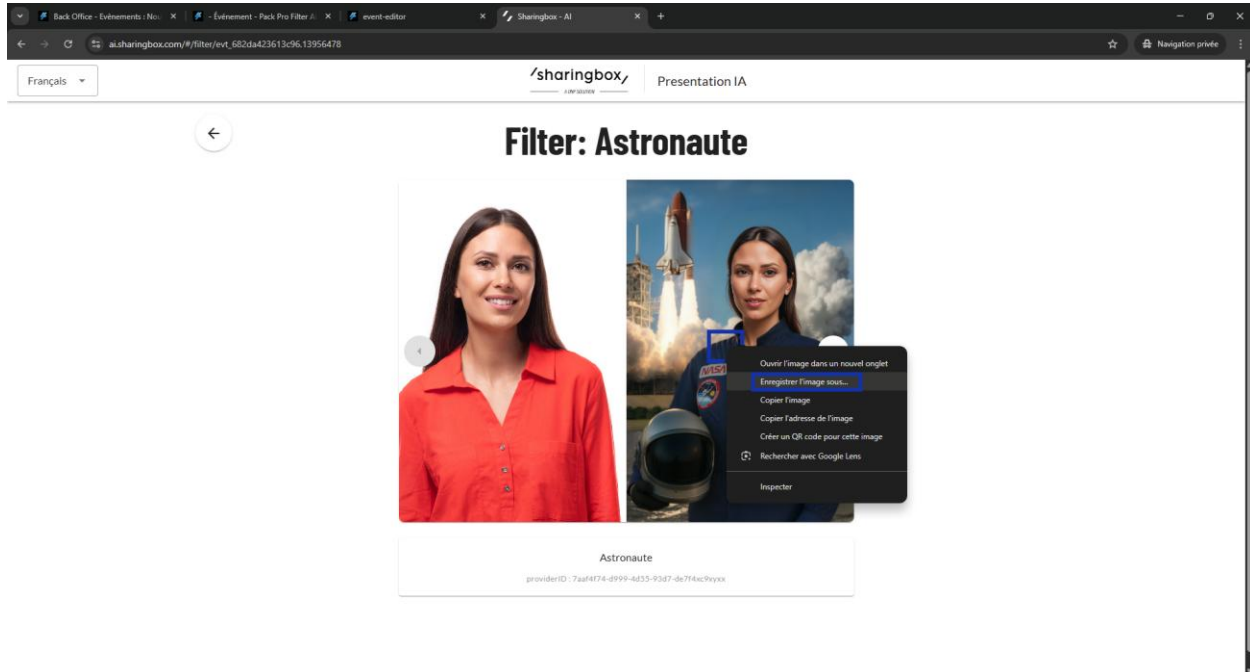 Back Office - Evènements : Nou
- Événement - Pack Pro Filter
event-editor
Sharingbox - AI
ai.sharingbox.com/#/filter/evt_682da423613c96.13956478
Navigation privée
Français
sharingbox
Presentation IA
Filter: Astronaute
NASA
Ouvrir l'image dans un nouvel onglet
Enregistrer l'image sous...
Copier l'image
Copier l'adresse de l'image
Créer un QR code pour cette image
Rechercher avec Google Lens
Inspecter
Astronaute
providerID : 7aaf4f74-d999-4d55-93d7-de7f4xc9xyxx